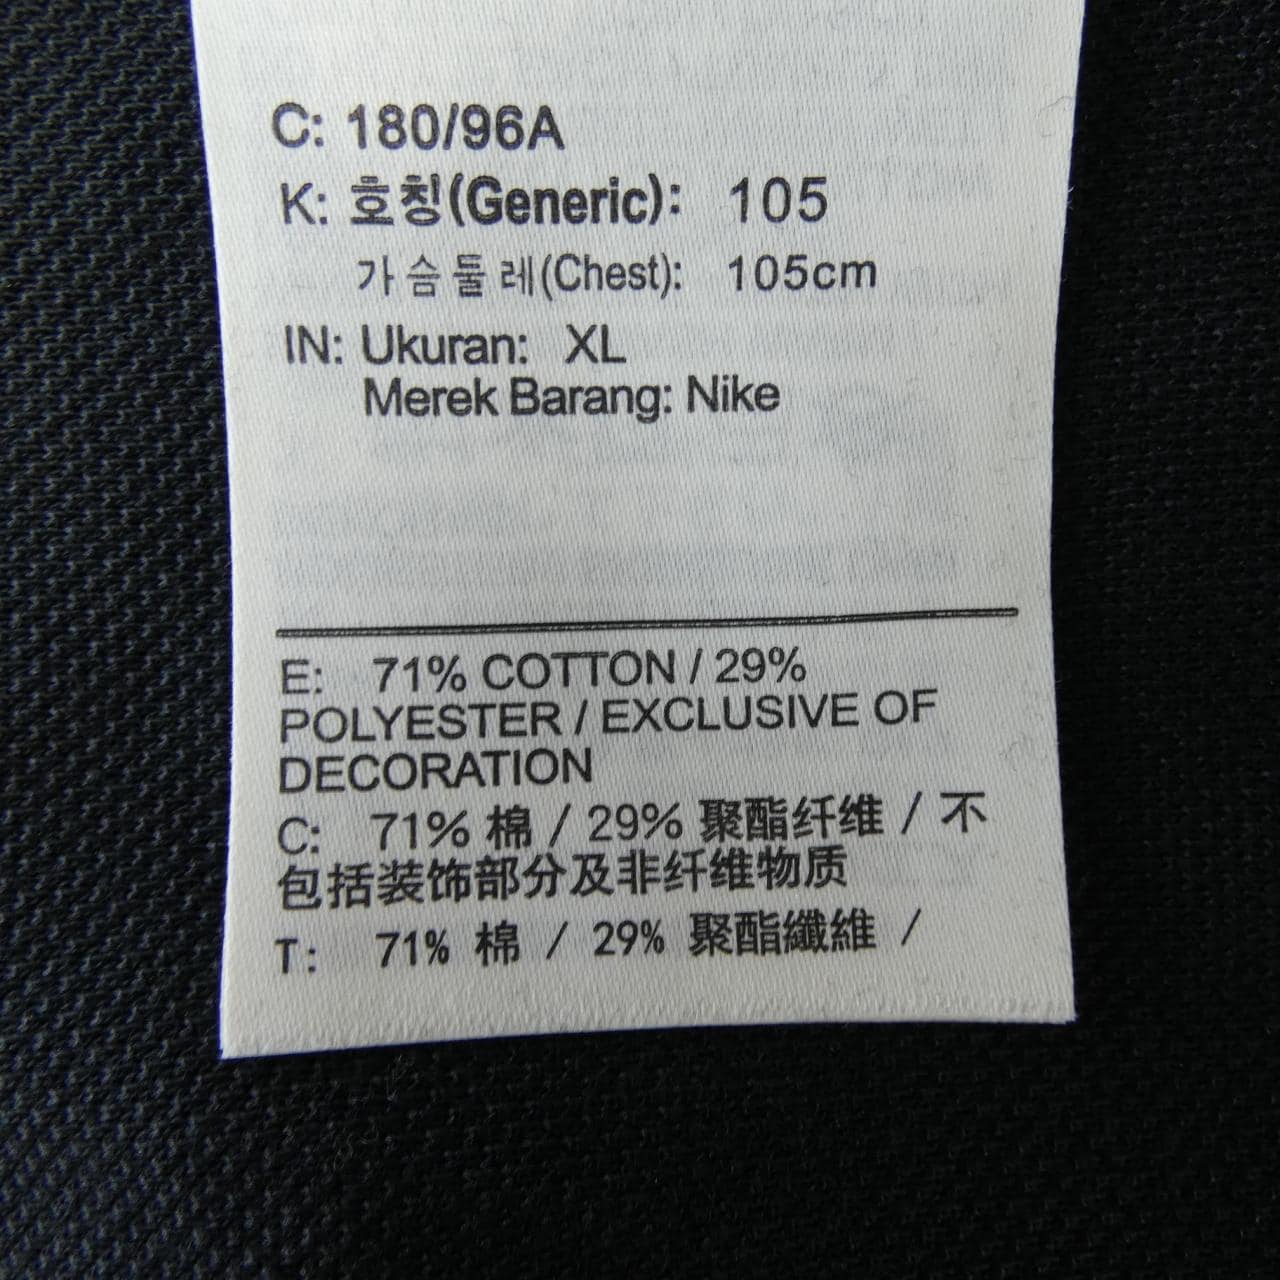 C: 180/96A
K: 호칭(Generic): 105
가슴둘레(Chest): 105cm
IN: Ukuran: XL
Merek Barang: Nike
E: 71% COTTON / 29%
POLYESTER / EXCLUSIVE OF
DECORATION
C: 71% 棉 / 29% 聚酯纤维 / 不
包括装饰部分及非纤维物质
T: 71% 棉 / 29% 聚酯纖維 /